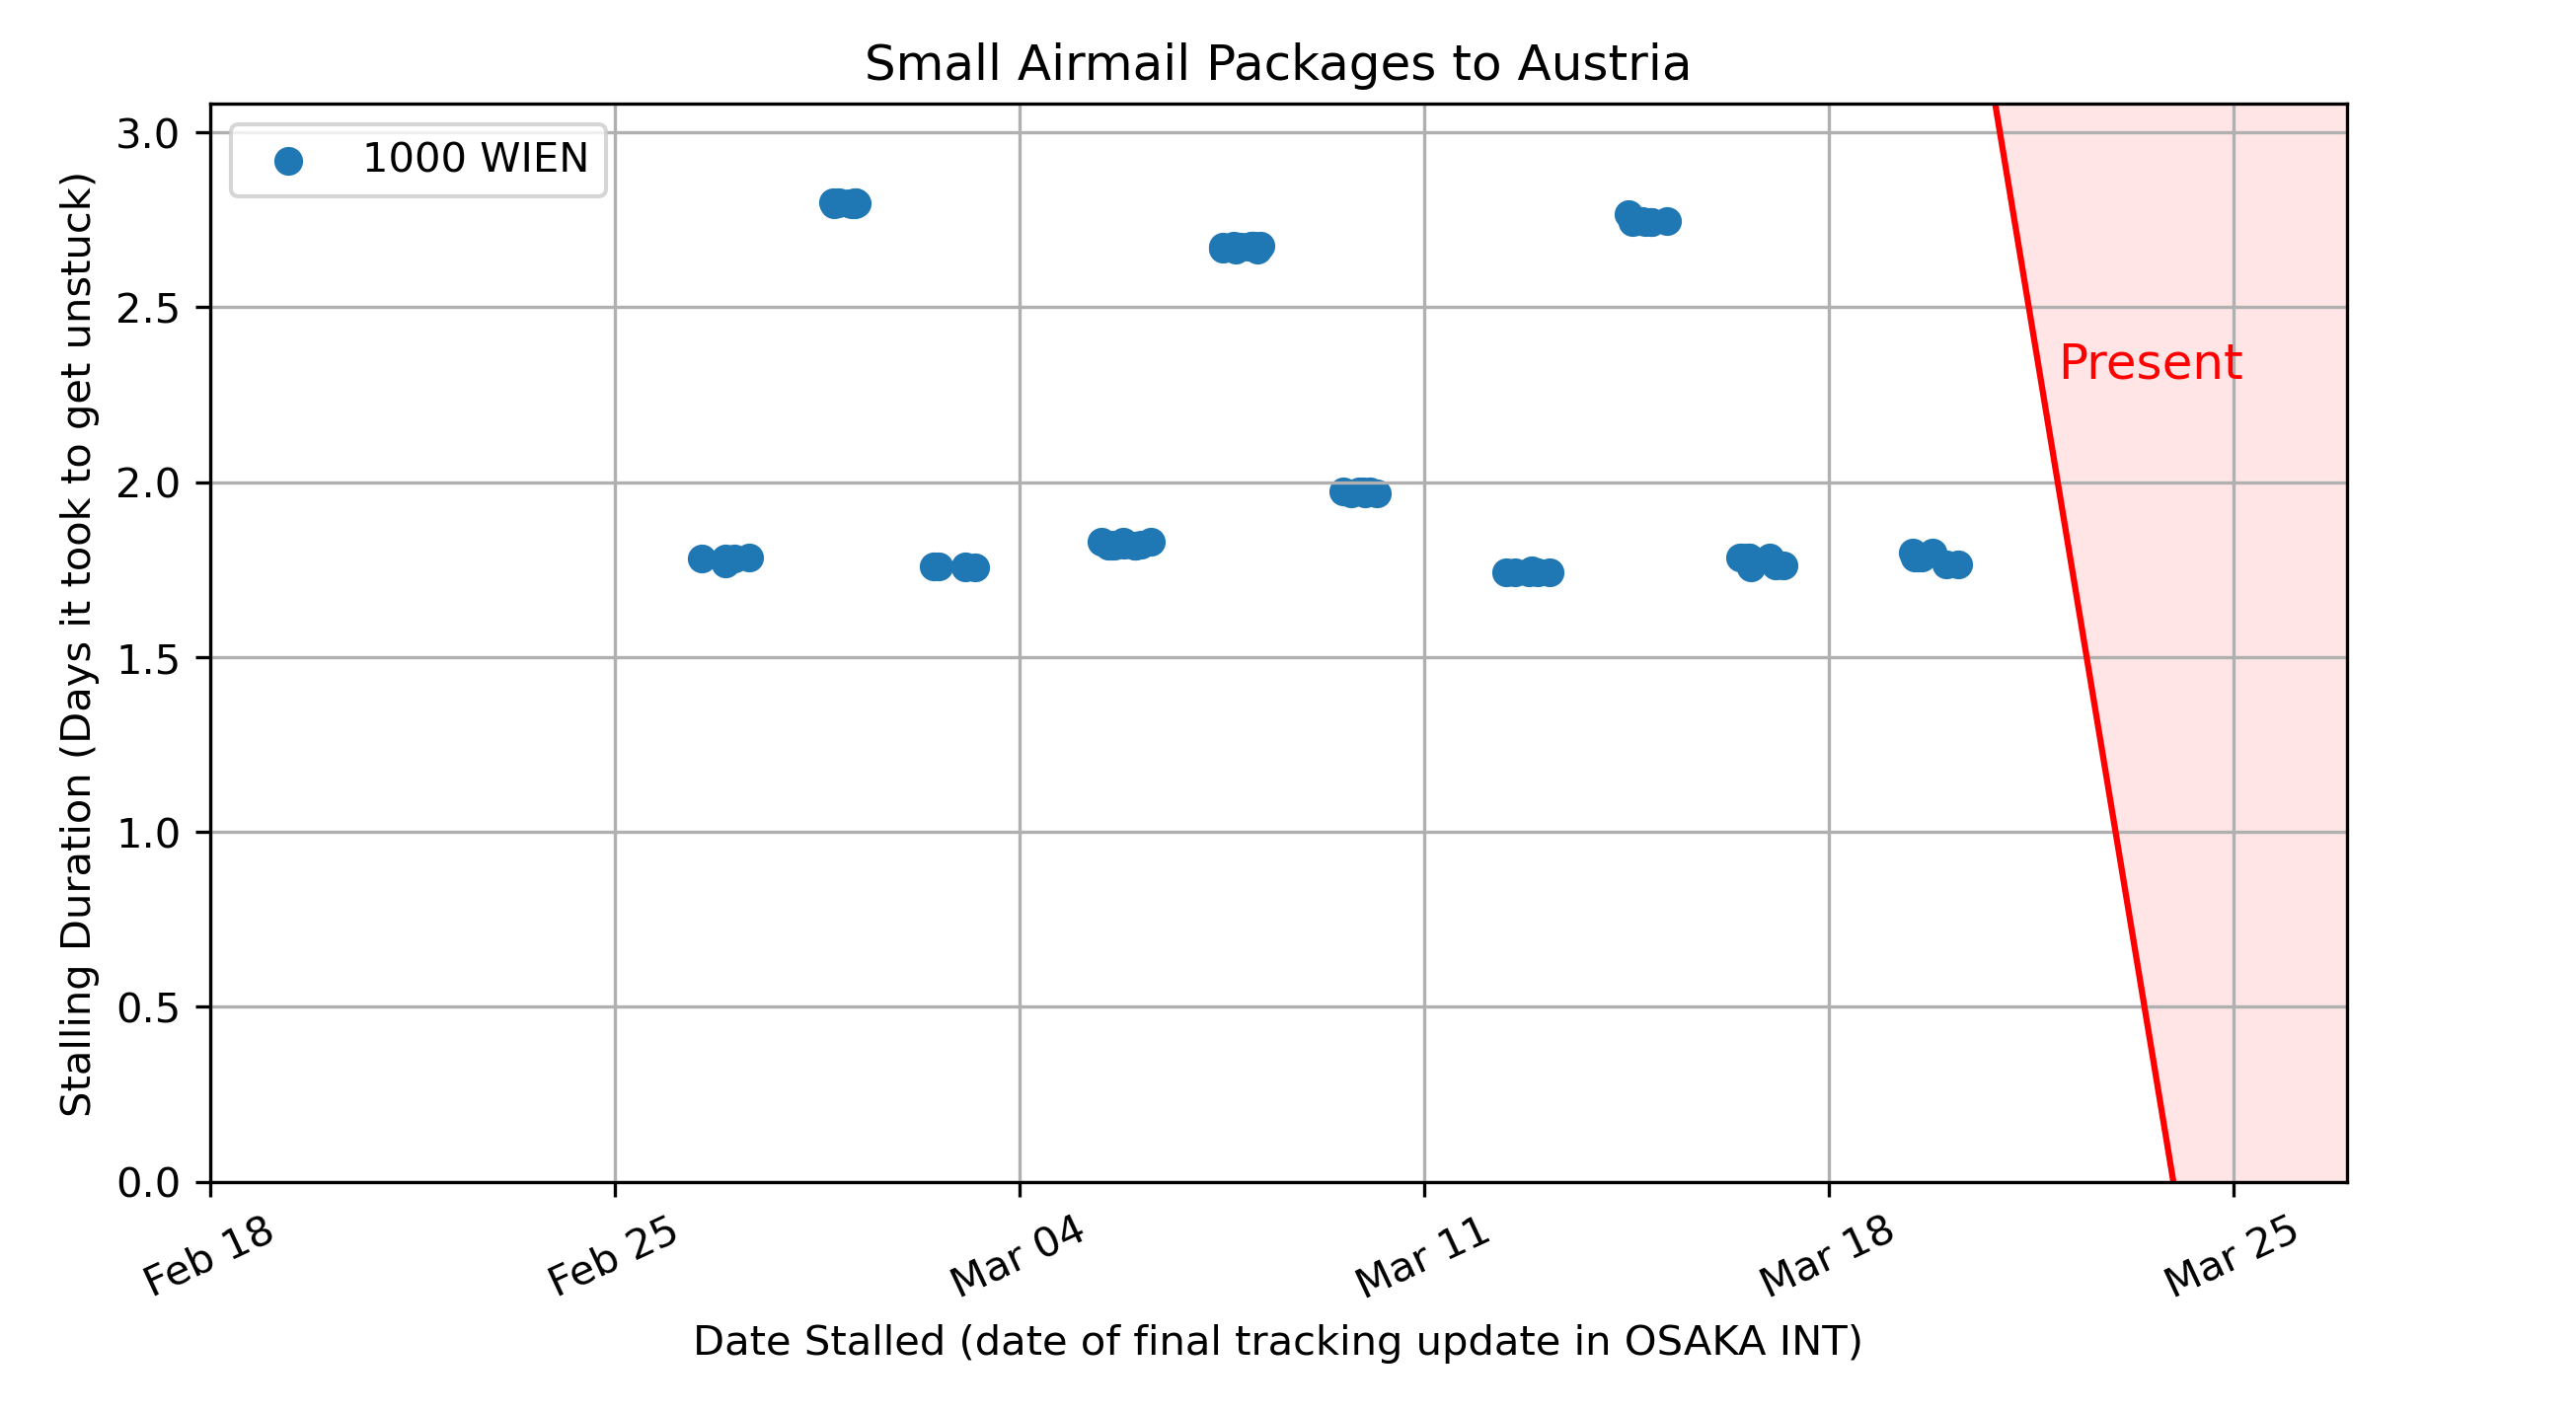 Small Airmail Packages to Austria
1000 WIEN
3.0
2.5
2.0
1.5
1.0
0.5
0.0
Stalling Duration (Days it took to get unstuck)
Present
Feb 18
Feb 25
Mar 04
Mar 11
Mar 18
Mar 25
Date Stalled (date of final tracking update in OSAKA INT)